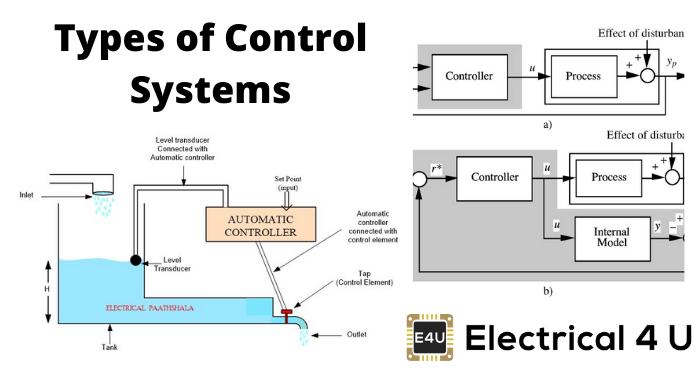 Types of Control
Systems
Level transducer
Connected with
Automatic controller
Set Point
(input)
Inlet
AUTOMATIC
CONTROLLER
Automatic
controller
connected with
control element
Level
Transducer
H
Tap
(Control Element)
ELECTRICAL PAATHSHALA
Outlet
Tank
Effect of disturban
Controller
u
Process
+
+
yp
a)
Effect of disturba
r*
Controller
u
Process
+
+
u
Internal
Model
y
+
−
b)
E4U
Electrical 4 U